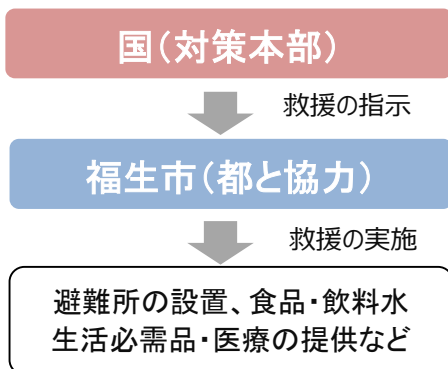 国(対策本部)
救援の指示
福生市(都と協力)
救援の実施
避難所の設置、食品・飲料水
生活必需品・医療の提供など